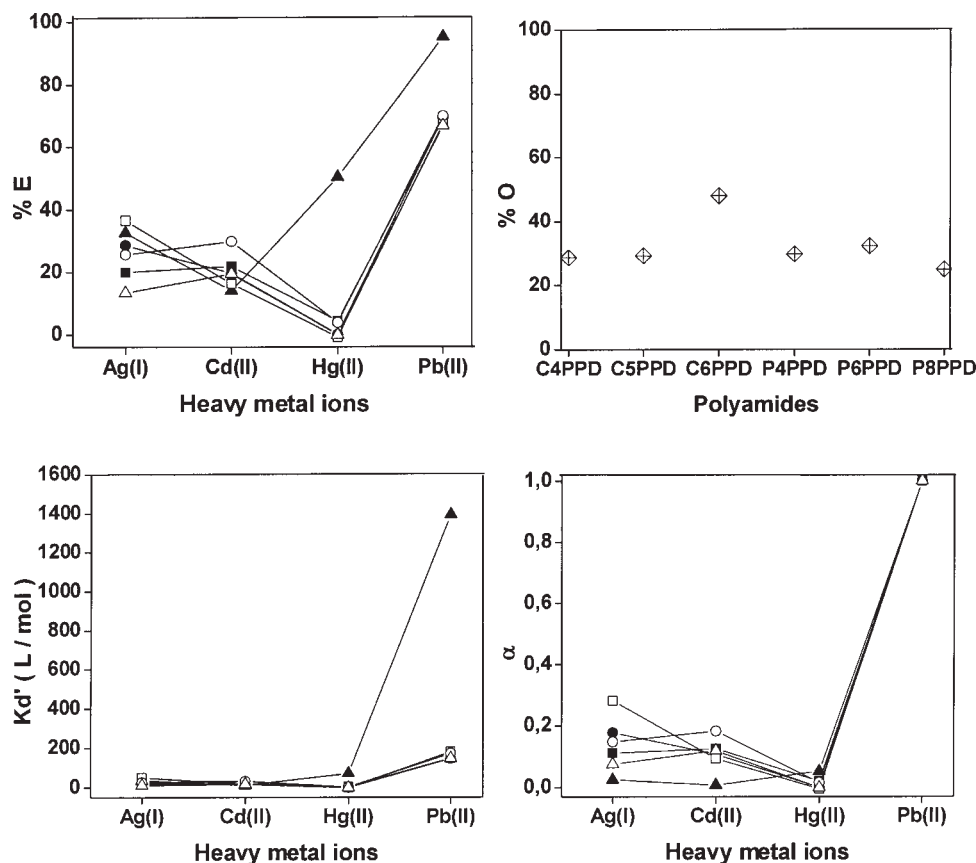 100
80
60
40
20
0
% E
Ag(I) Cd(II) Hg(II) Pb(II)
Heavy metal ions
100
80
60
40
20
0
% O
C4PPD C5PPD C6PPD P4PPD P6PPD P8PPD
Polyamides
1600
1400
1200
1000
800
600
400
200
0
Kd' ( L / mol )
Ag(I) Cd(II) Hg(II) Pb(II)
Heavy metal ions
1,0
0,8
0,6
0,4
0,2
0,0
α
Ag(I) Cd(II) Hg(II) Pb(II)
Heavy metal ions